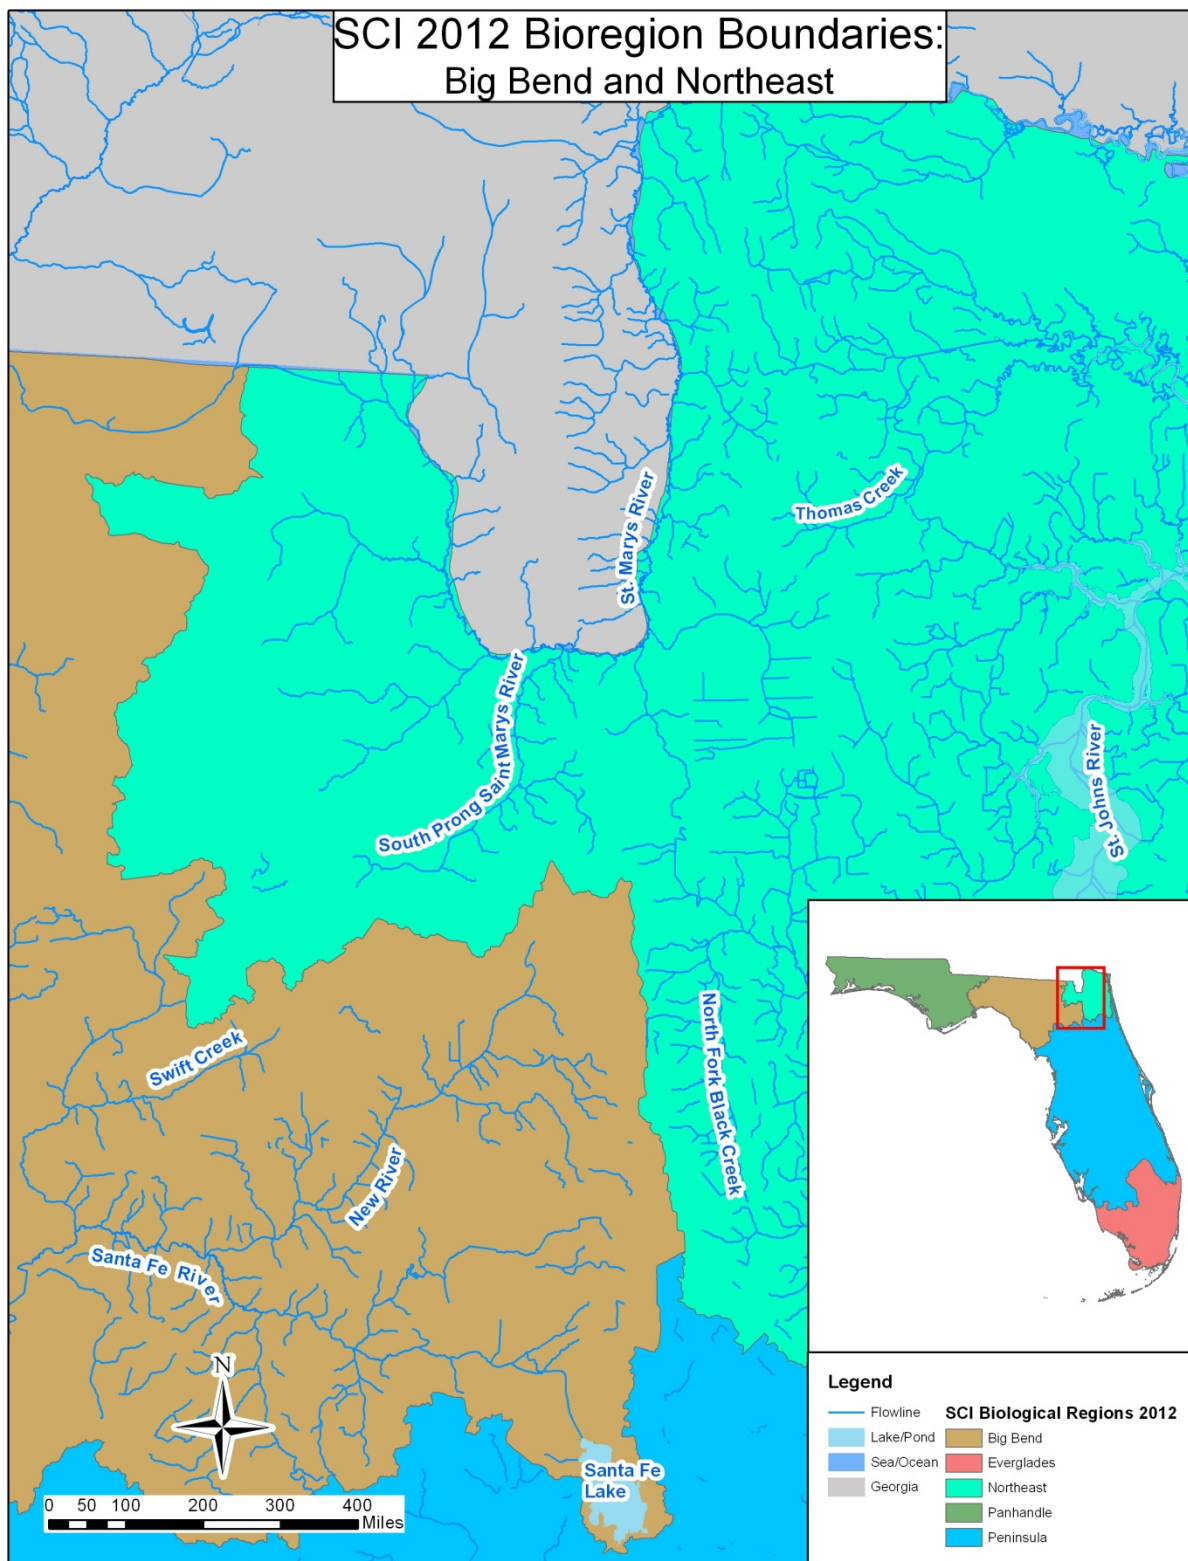 SCI 2012 Bioregion Boundaries:
Big Bend and Northeast
Thomas Creek
St. Marys River
South Prong Saint Marys River
St. Johns River
North Fork Black Creek
Swift Creek
New River
Santa Fe River
N
Santa Fe
Lake
0 50 100 200 300 400
Miles
Legend
Flowline
Lake/Pond
Sea/Ocean
Georgia
SCI Biological Regions 2012
Big Bend
Everglades
Northeast
Panhandle
Peninsula